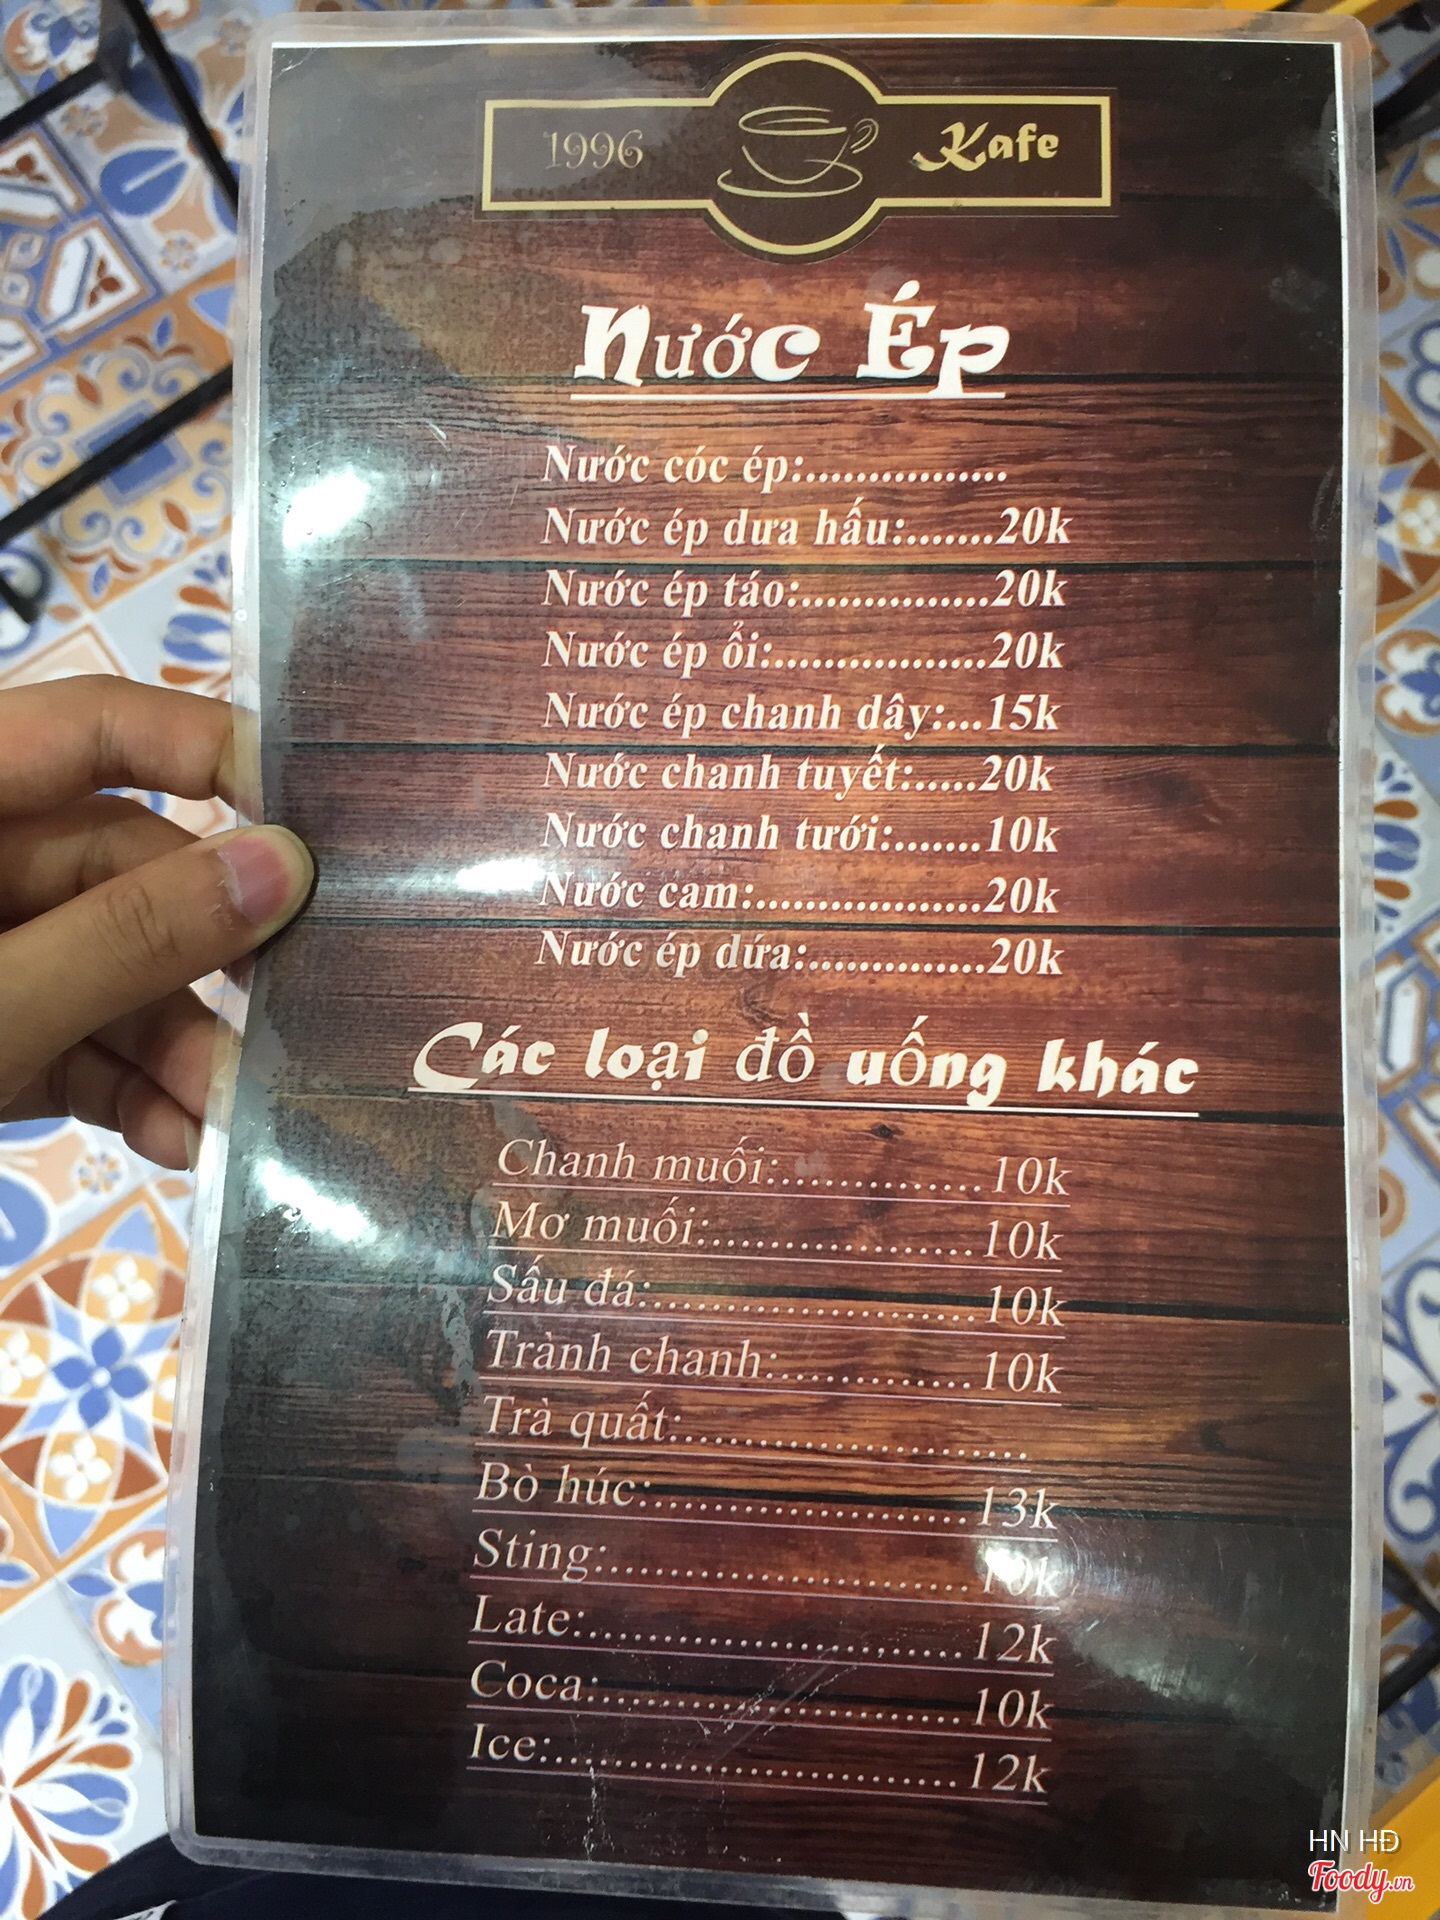 1996 Kafe
Nước Ép
Nước cóc ép:................
Nước ép dưa hấu:.......20k
Nước ép táo:...............20k
Nước ép ổi:.................20k
Nước ép chanh dây:...15k
Nước chanh tuyết:.....20k
Nước chanh tưới:.......10k
Nước cam:..................20k
Nước ép dứa:..............20k
Các loại đồ uống khác
Chanh muối:...............10k
Mơ muối:....................10k
Sấu đá:........................10k
Trành chanh:...............10k
Trà quất:..........................
Bò húc:........................13k
Sting:...........................10k
Late:.............................12k
Coca:...........................10k
Ice:..............................12k
HN HĐ
Foody.vn